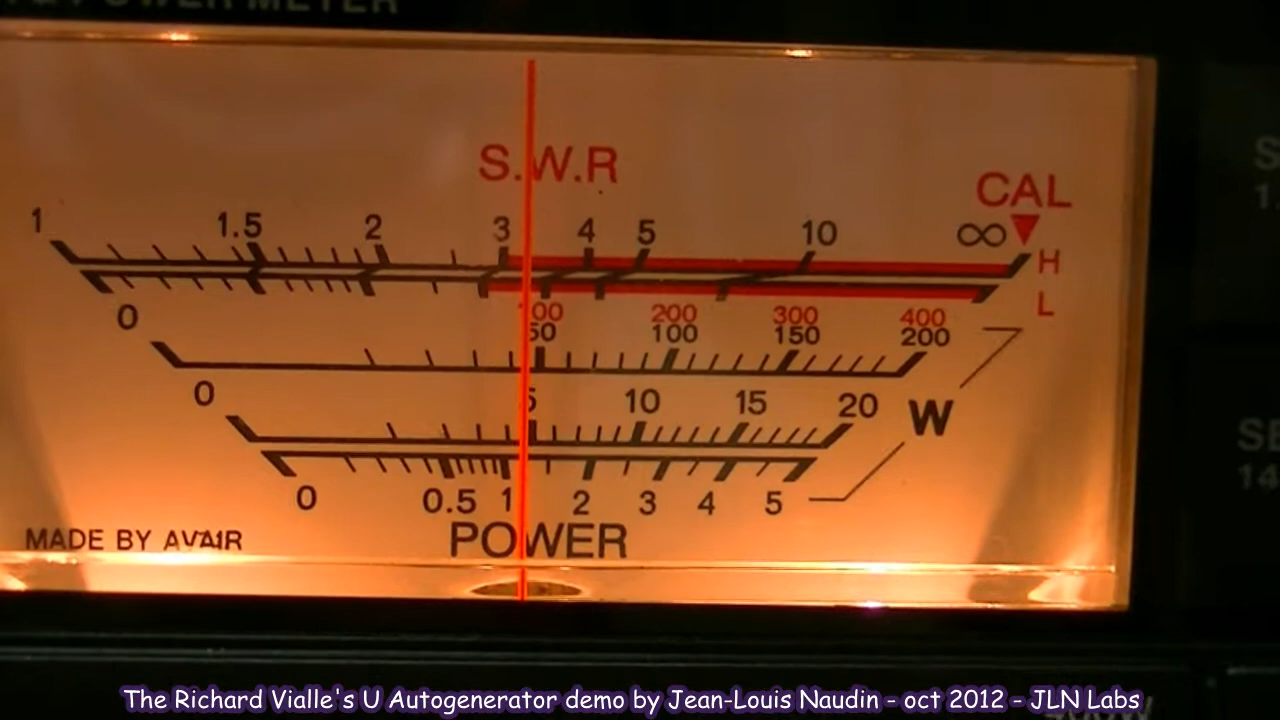 POWER METER
S.W.R
CAL
1 1.5 2 3 4 5 10 ∞
H
L
0 200 300 400
50 100 150 200
0 5 10 15 20
W
0 0.5 1 2 3 4 5
POWER
MADE BY AVAIR
The Richard Vialle's U Autogenerator demo by Jean-Louis Naudin - oct 2012 - JLN Labs